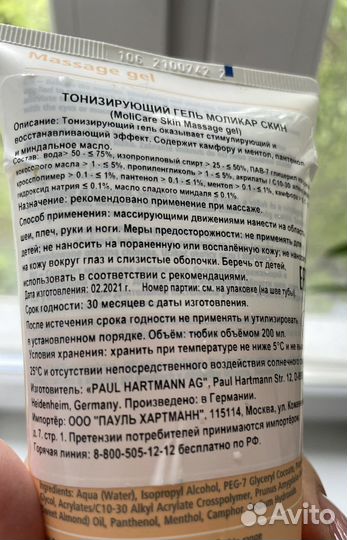 Massage gel
106 21007242 2
ТОНИЗИРУЮЩИЙ ГЕЛЬ МОЛИКАР СКИН
(MoliCare Skin Massage gel)
Описание: Тонизирующий гель оказывает стимулирующий и
восстанавливающий эффект. Содержит камфору и ментол, пантенол
и миндальное масло.
Состав: вода> 50 - ≤ 75%, изопропиловый спирт > 25 - ≤ 50%, ПАВ-7 глицерил
кокосового масла > 1 - ≤ 5%, пропиленгликоль > 1 - ≤ 5%, акрилаты / С10-30
кросполимер > 0.1 - ≤ 1%, пантенол > 0.1 - ≤ 1%, ментол > 0.1 - ≤ 1%,
гидроксид натрия ≤ 0.1%, масло сладкого миндаля ≤ 0.1%
Назначение: рекомендовано применение при массаже.
Способ применения: массирующими движениями нанести на область
шеи, плеч, руки и ноги. Меры предосторожности: не применять для
детей; не наносить на пораненную или воспалённую кожу;
на кожу вокруг глаз и слизистые оболочки. Беречь от детей,
использовать в соответствии с рекомендациями.
Дата изготовления: 02.2021 г. Номер партии: см. на упаковке (на шве тубы).
Срок годности: 30 месяцев с даты изготовления.
После истечения срока годности не применять и утилизировать
в установленном порядке. Объём: тюбик объёмом 200 мл.
Условия хранения: хранить при температуре не ниже 5°С и не выше
25°С и отсутствии непосредственного воздействия солнечного
Изготовитель: «PAUL HARTMANN AG", Paul Hartmann Str. 12,
Heidenheim, Germany. Произведено: в Германии.
Импортёр: ООО "ПАУЛЬ ХАРТМАНН", 115114, Москва, ул.
д.7, стр. 1. Претензии потребителей принимаются импортёром.
Горячая линия: 8-800-505-12-12 бесплатно по РФ.
Ingredients: Aqua (Water), Isopropyl Alcohol, PEG-7 Glyceryl Cocoate,
Glycol, Acrylates/C10-30 Alkyl Acrylate Crosspolymer, Prunus Amygdalus
Sweet Almond) Oil, Panthenol, Menthol, Camphor
Avito